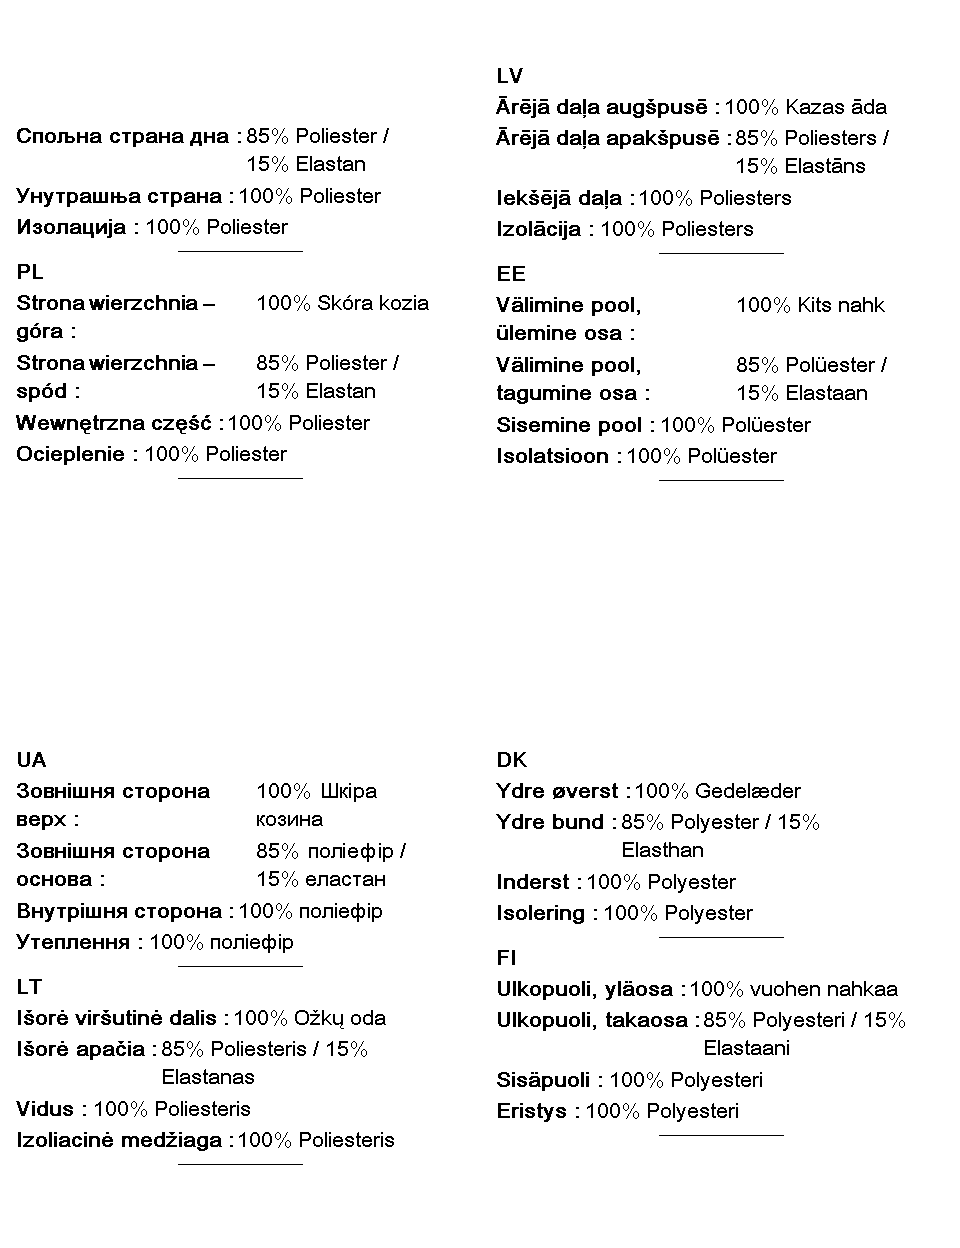 Спољна страна дна : 85% Poliester /
15% Elastan
Унутрашња страна : 100% Poliester
Изолација : 100% Poliester
PL
Strona wierzchnia – 100% Skóra kozia
góra :
Strona wierzchnia – 85% Poliester /
spód : 15% Elastan
Wewnętrzna część : 100% Poliester
Ocieplenie : 100% Poliester
LV
Ārējā daļa augšpusē : 100% Kazas āda
Ārējā daļa apakšpusē : 85% Poliesters /
15% Elastāns
Iekšējā daļa : 100% Poliesters
Izolācija : 100% Poliesters
EE
Välimine pool, 100% Kits nahk
ülemine osa :
Välimine pool, 85% Polüester /
tagumine osa : 15% Elastaan
Sisemine pool : 100% Polüester
Isolatsioon : 100% Polüester
UA
Зовнішня сторона 100% Шкіра
верх : козина
Зовнішня сторона 85% поліефір /
основа : 15% еластан
Внутрішня сторона : 100% поліефір
Утеплення : 100% поліефір
LT
Išorė viršutinė dalis : 100% Ožkų oda
Išorė apačia : 85% Poliesteris / 15%
Elastanas
Vidus : 100% Poliesteris
Izoliacinė medžiaga : 100% Poliesteris
DK
Ydre øverst : 100% Gedelæder
Ydre bund : 85% Polyester / 15%
Elasthan
Inderst : 100% Polyester
Isolering : 100% Polyester
FI
Ulkopuoli, yläosa : 100% vuohen nahkaa
Ulkopuoli, takaosa : 85% Polyesteri / 15%
Elastaani
Sisäpuoli : 100% Polyesteri
Eristys : 100% Polyesteri